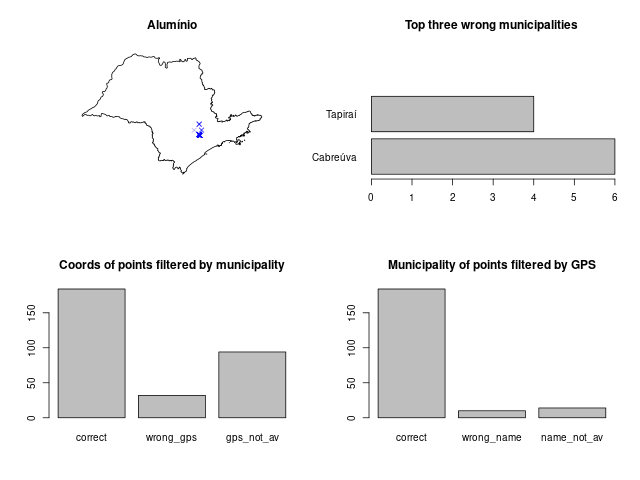 Alumínio
Top three wrong municipalities
Tapiraí
Cabreúva
0 1 2 3 4 5 6
Coords of points filtered by municipality
150
100
50
0
correct wrong_gps gps_not_av
Municipality of points filtered by GPS
150
100
50
0
correct wrong_name name_not_av